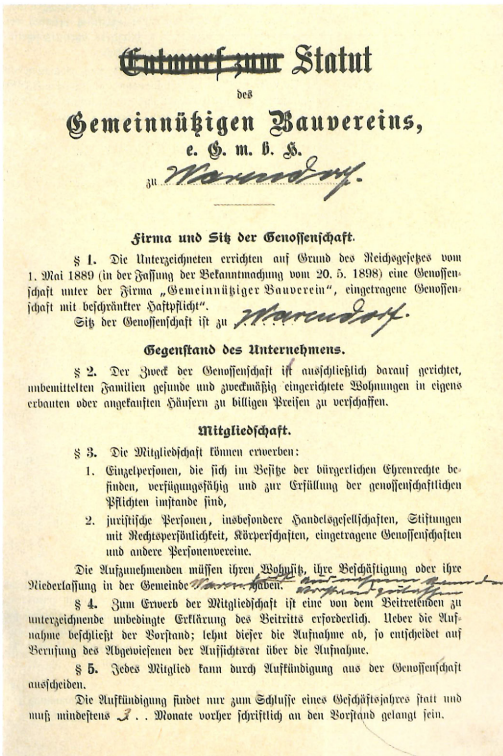 Entwurf zum Statut
des
Gemeinnützigen Bauvereins,
e. G. m. b. H.
zu Warendorf.
Firma und Sitz der Genossenschaft.
§ 1. Die Unterzeichneten errichten auf Grund des Reichsgesetzes vom
1. Mai 1889 (in der Fassung der Bekanntmachung vom 20. 5. 1898) eine Genossen-
schaft unter der Firma „Gemeinnütziger Bauverein“, eingetragene Genossen-
schaft mit beschränkter Haftpflicht“.
Sitz der Genossenschaft ist zu Warendorf.
Gegenstand des Unternehmens.
§ 2. Der Zweck der Genossenschaft ist ausschließlich darauf gerichtet,
unbemittelten Familien gesunde und zweckmäßig eingerichtete Wohnungen in eigens
erbauten oder angekauften Häusern zu billigen Preisen zu verschaffen.
Mitgliedschaft.
§ 3. Die Mitgliedschaft können erwerben:
1. Einzelpersonen, die sich im Besitze der bürgerlichen Ehrenrechte be-
finden, verfügungsfähig und zur Erfüllung der genossenschaftlichen
Pflichten imstande sind,
2. juristische Personen, insbesondere Handelsgesellschaften, Stiftungen
mit Rechtspersönlichkeit, Körperschaften, eingetragene Genossenschaften
und andere Personenvereine.
Die Aufzunehmenden müssen ihren Wohnsitz, ihre Beschäftigung oder ihre
Niederlassung in der Gemeinde Warendorf haben.
§ 4. Zum Erwerb der Mitgliedschaft ist eine von dem Beitretenden zu
unterzeichnende unbedingte Erklärung des Beitritts erforderlich. Ueber die Auf-
nahme beschließt der Vorstand; lehnt dieser die Aufnahme ab, so entscheidet auf
Berufung des Abgewiesenen der Aufsichtsrat über die Aufnahme.
§ 5. Jedes Mitglied kann durch Aufkündigung aus der Genossenschaft
ausscheiden.
Die Aufkündigung findet nur zum Schlusse eines Geschäftsjahres statt und
muß mindestens 3 . . Monate vorher schriftlich an den Vorstand gelangt sein.